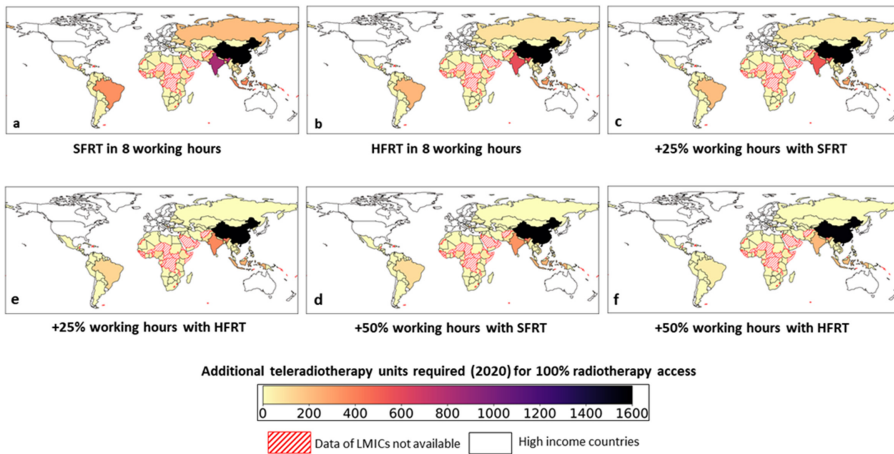 a
b
c
SFRT in 8 working hours
HFRT in 8 working hours
+25% working hours with SFRT
e
d
f
+25% working hours with HFRT
+50% working hours with SFRT
+50% working hours with HFRT
Additional teleradiotherapy units required (2020) for 100% radiotherapy access
0 200 400 600 800 1000 1200 1400 1600
Data of LMICs not available
High income countries